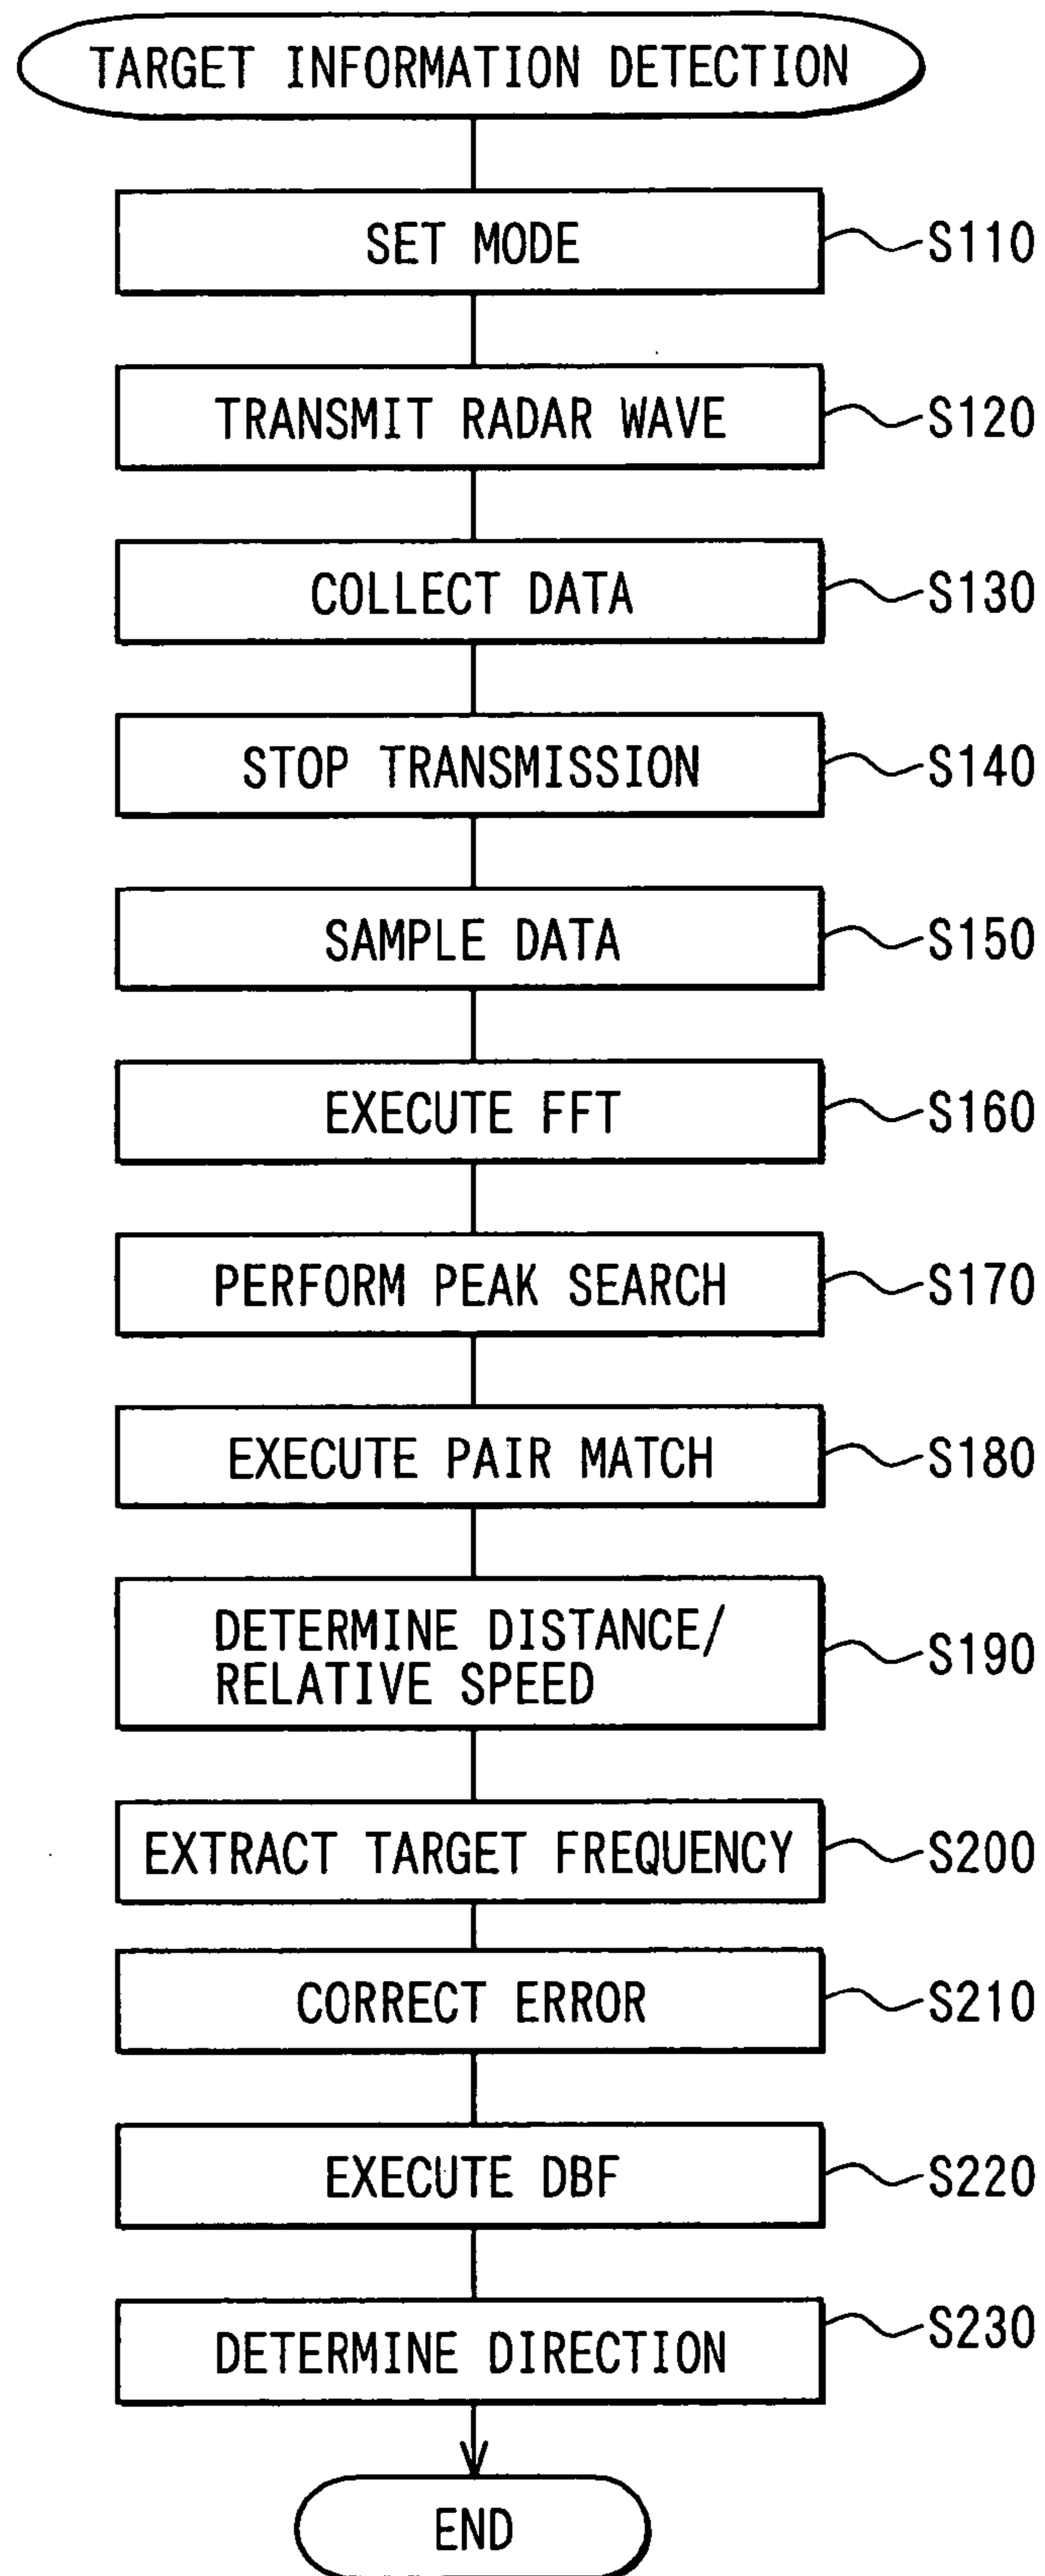 TARGET INFORMATION DETECTION
SET MODE
S110
TRANSMIT RADAR WAVE
S120
COLLECT DATA
S130
STOP TRANSMISSION
S140
SAMPLE DATA
S150
EXECUTE FFT
S160
PERFORM PEAK SEARCH
S170
EXECUTE PAIR MATCH
S180
DETERMINE DISTANCE/
RELATIVE SPEED
S190
EXTRACT TARGET FREQUENCY
S200
CORRECT ERROR
S210
EXECUTE DBF
S220
DETERMINE DIRECTION
S230
END